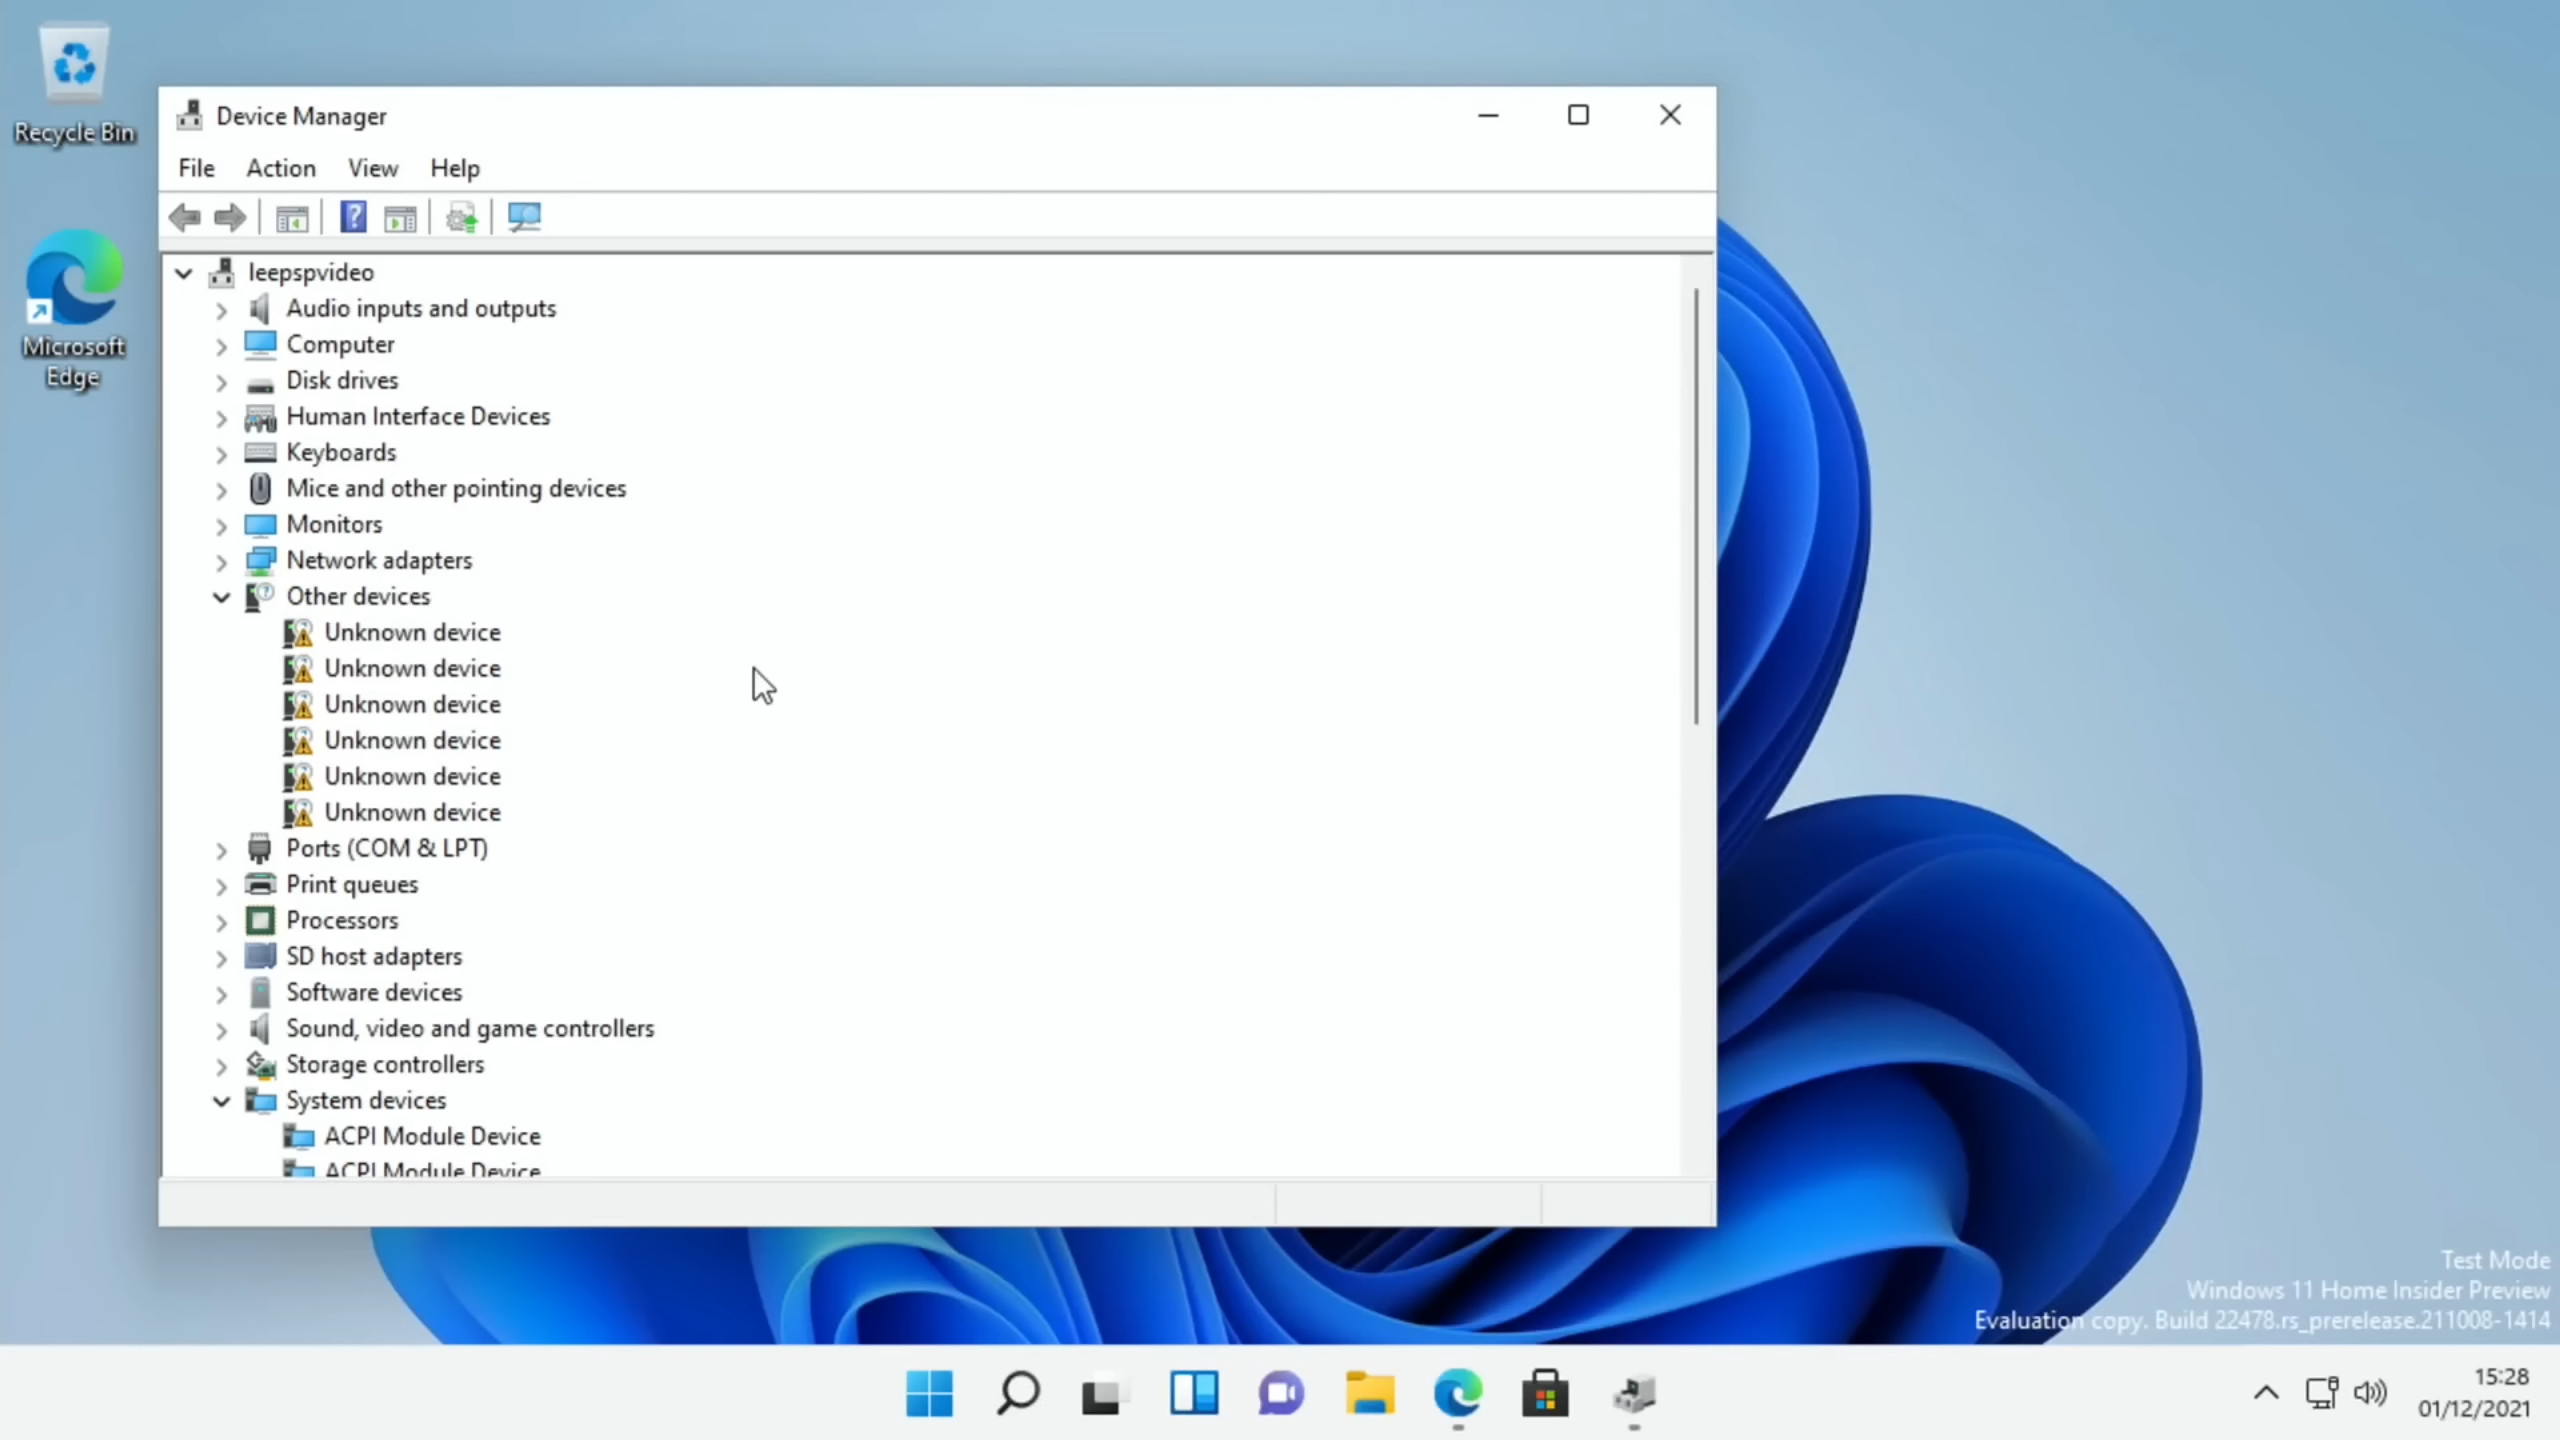 Recycle Bin
Microsoft
Edge
Device Manager
File Action View Help
leepspvideo
Audio inputs and outputs
Computer
Disk drives
Human Interface Devices
Keyboards
Mice and other pointing devices
Monitors
Network adapters
Other devices
Unknown device
Unknown device
Unknown device
Unknown device
Unknown device
Unknown device
Ports (COM & LPT)
Print queues
Processors
SD host adapters
Software devices
Sound, video and game controllers
Storage controllers
System devices
ACPI Module Device
ACPI Module Device
Test Mode
Windows 11 Home Insider Preview
Evaluation copy. Build 22478.rs_prerelease.211008-1414
15:28
01/12/2021